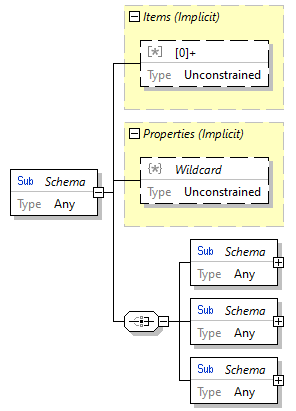 Items (Implicit)
[*] [0]+
Type Unconstrained
Properties (Implicit)
{*} Wildcard
Type Unconstrained
Sub Schema
Type Any
Sub Schema
Type Any
Sub Schema
Type Any
Sub Schema
Type Any